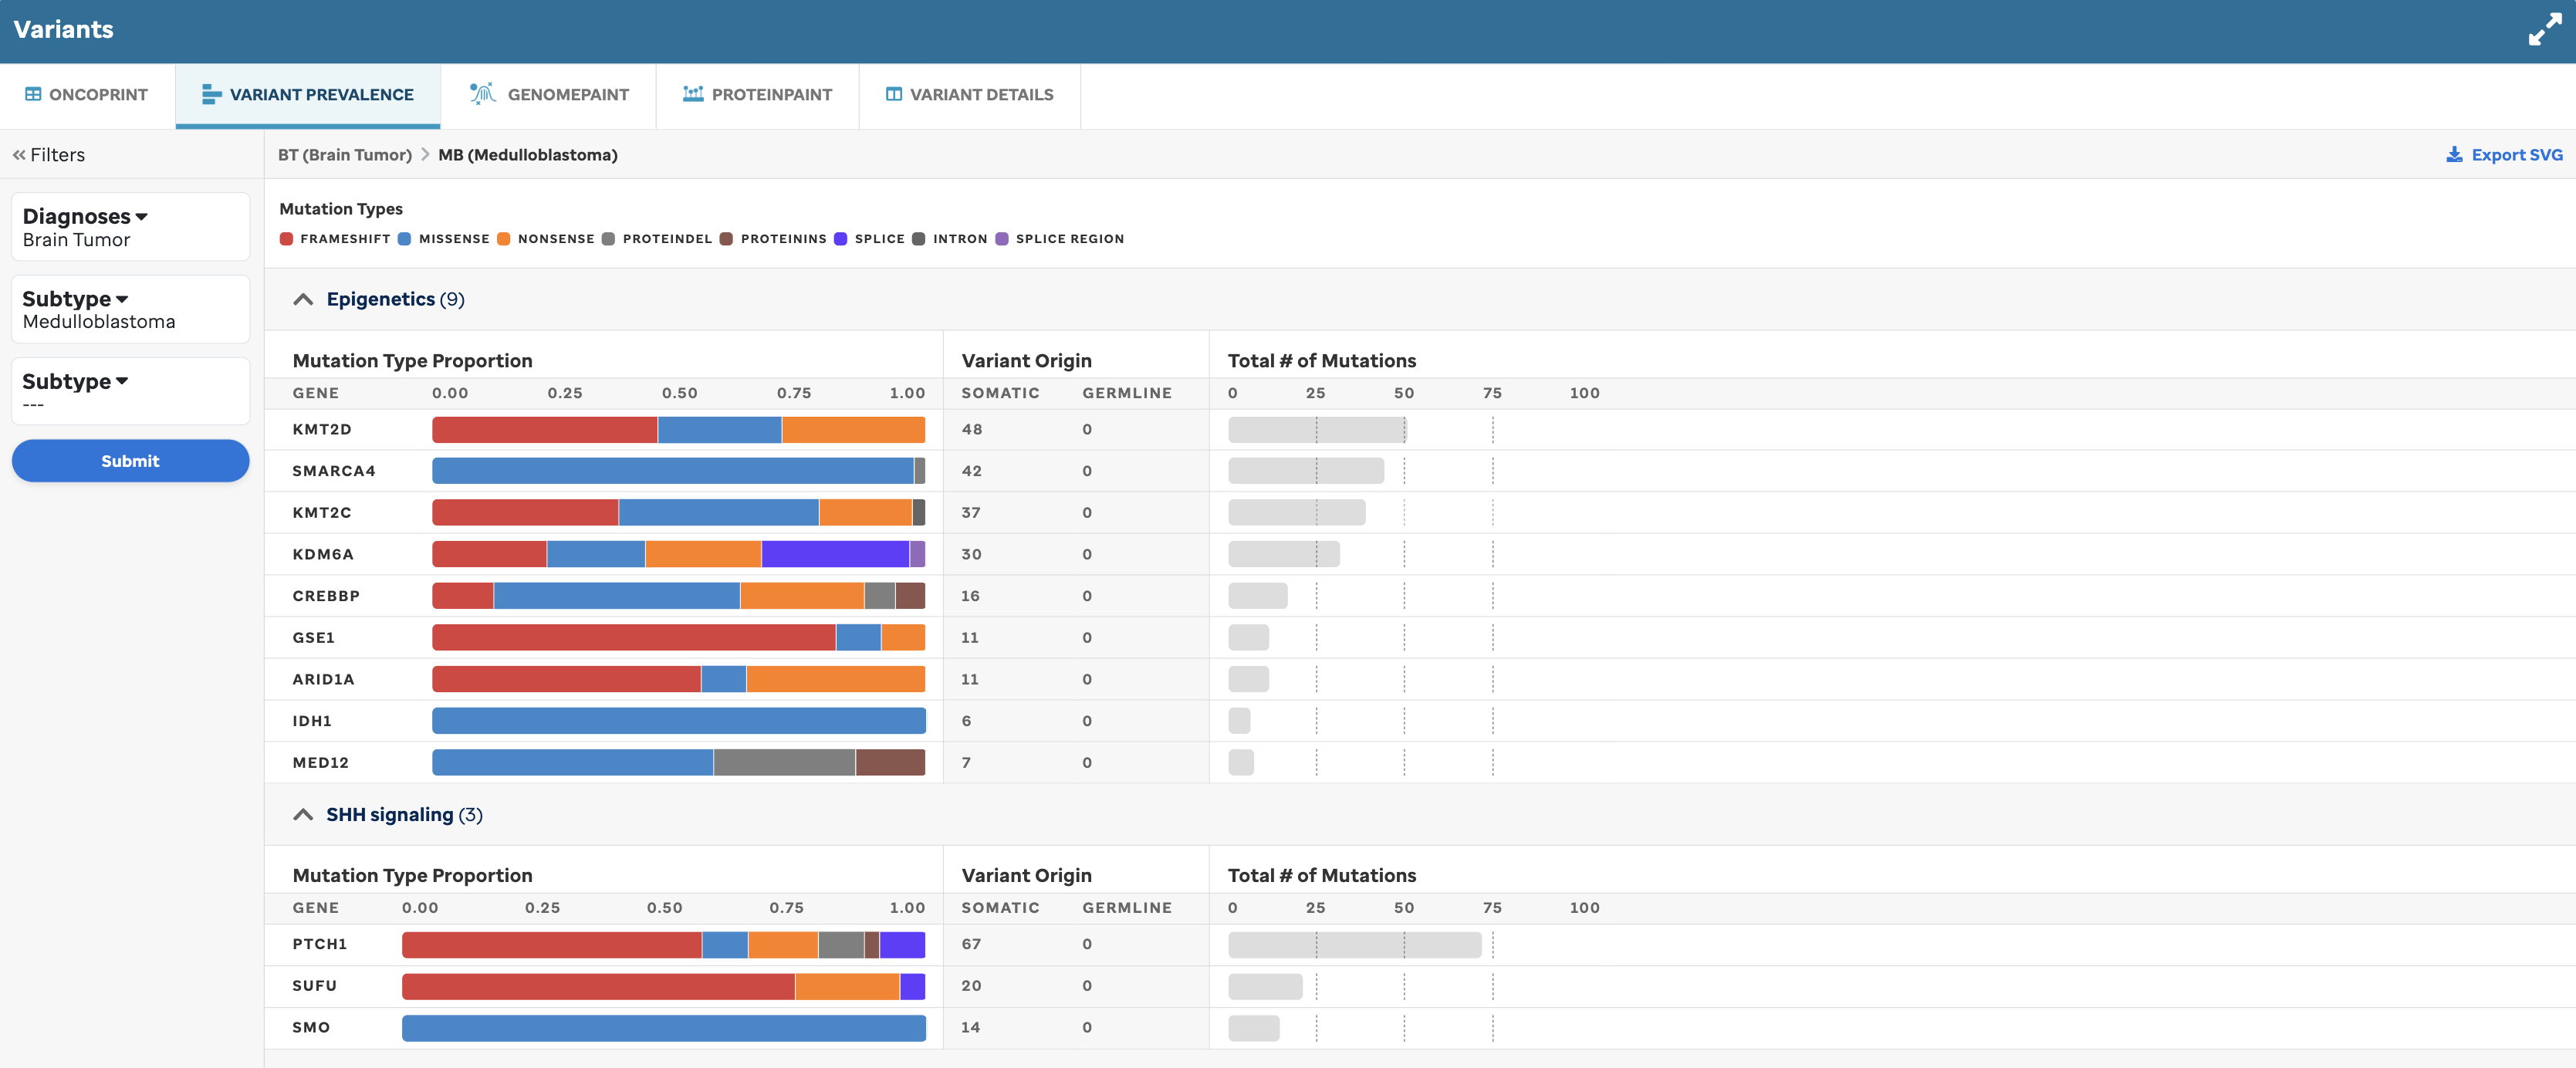 Variants
ONCOPRINT VARIANT PREVALENCE GENOMEPAINT PROTEINPAINT VARIANT DETAILS
Filters
BT (Brain Tumor) MB (Medulloblastoma) Export SVG
Diagnoses
Brain Tumor
Subtype
Medulloblastoma
Subtype
---
Submit
Mutation Types
FRAMESHIFT MISSENSE NONSENSE PROTEINDEL PROTEININS SPLICE INTRON SPLICE REGION
Epigenetics (9)
Mutation Type Proportion Variant Origin Total # of Mutations
GENE 0.00 0.25 0.50 0.75 1.00 SOMATIC GERMLINE 0 25 50 75 100
KMT2D 48 0
SMARCA4 42 0
KMT2C 37 0
KDM6A 30 0
CREBBP 16 0
GSE1 11 0
ARID1A 11 0
IDH1 6 0
MED12 7 0
SHH signaling (3)
Mutation Type Proportion Variant Origin Total # of Mutations
GENE 0.00 0.25 0.50 0.75 1.00 SOMATIC GERMLINE 0 25 50 75 100
PTCH1 67 0
SUFU 20 0
SMO 14 0